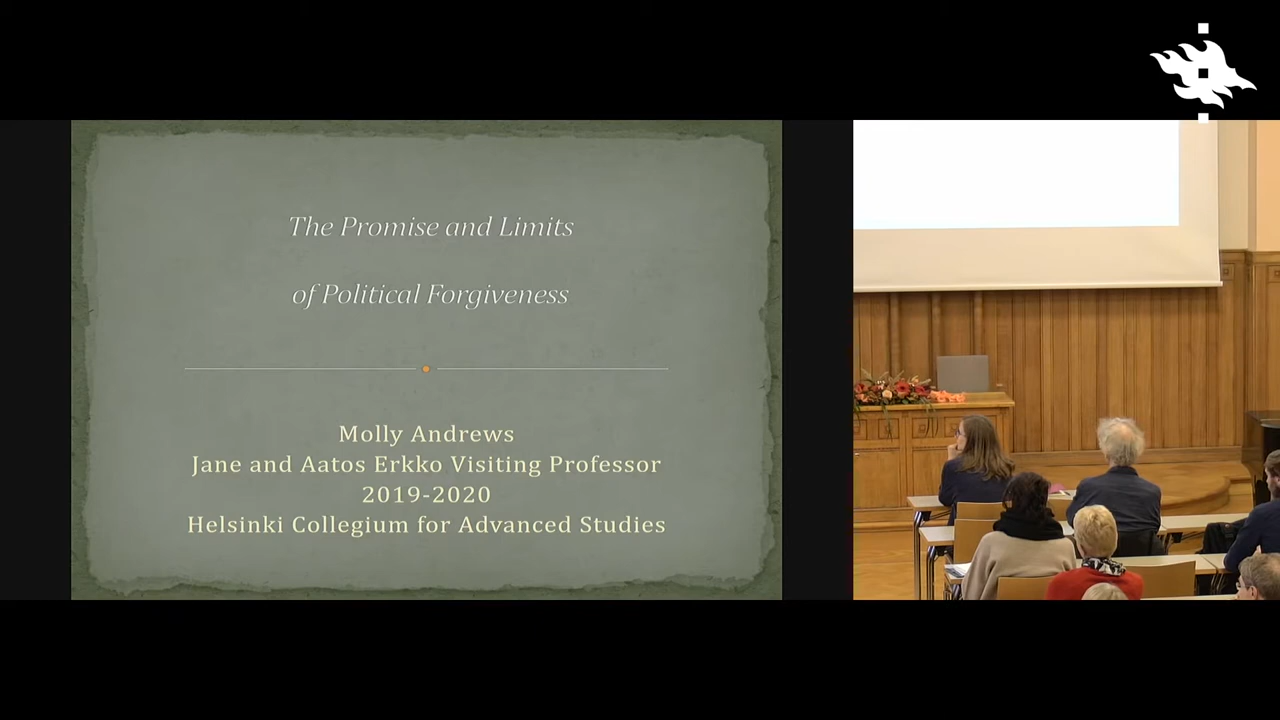 The Promise and Limits
of Political Forgiveness
Molly Andrews
Jane and Aatos Erkko Visiting Professor
2019-2020
Helsinki Collegium for Advanced Studies